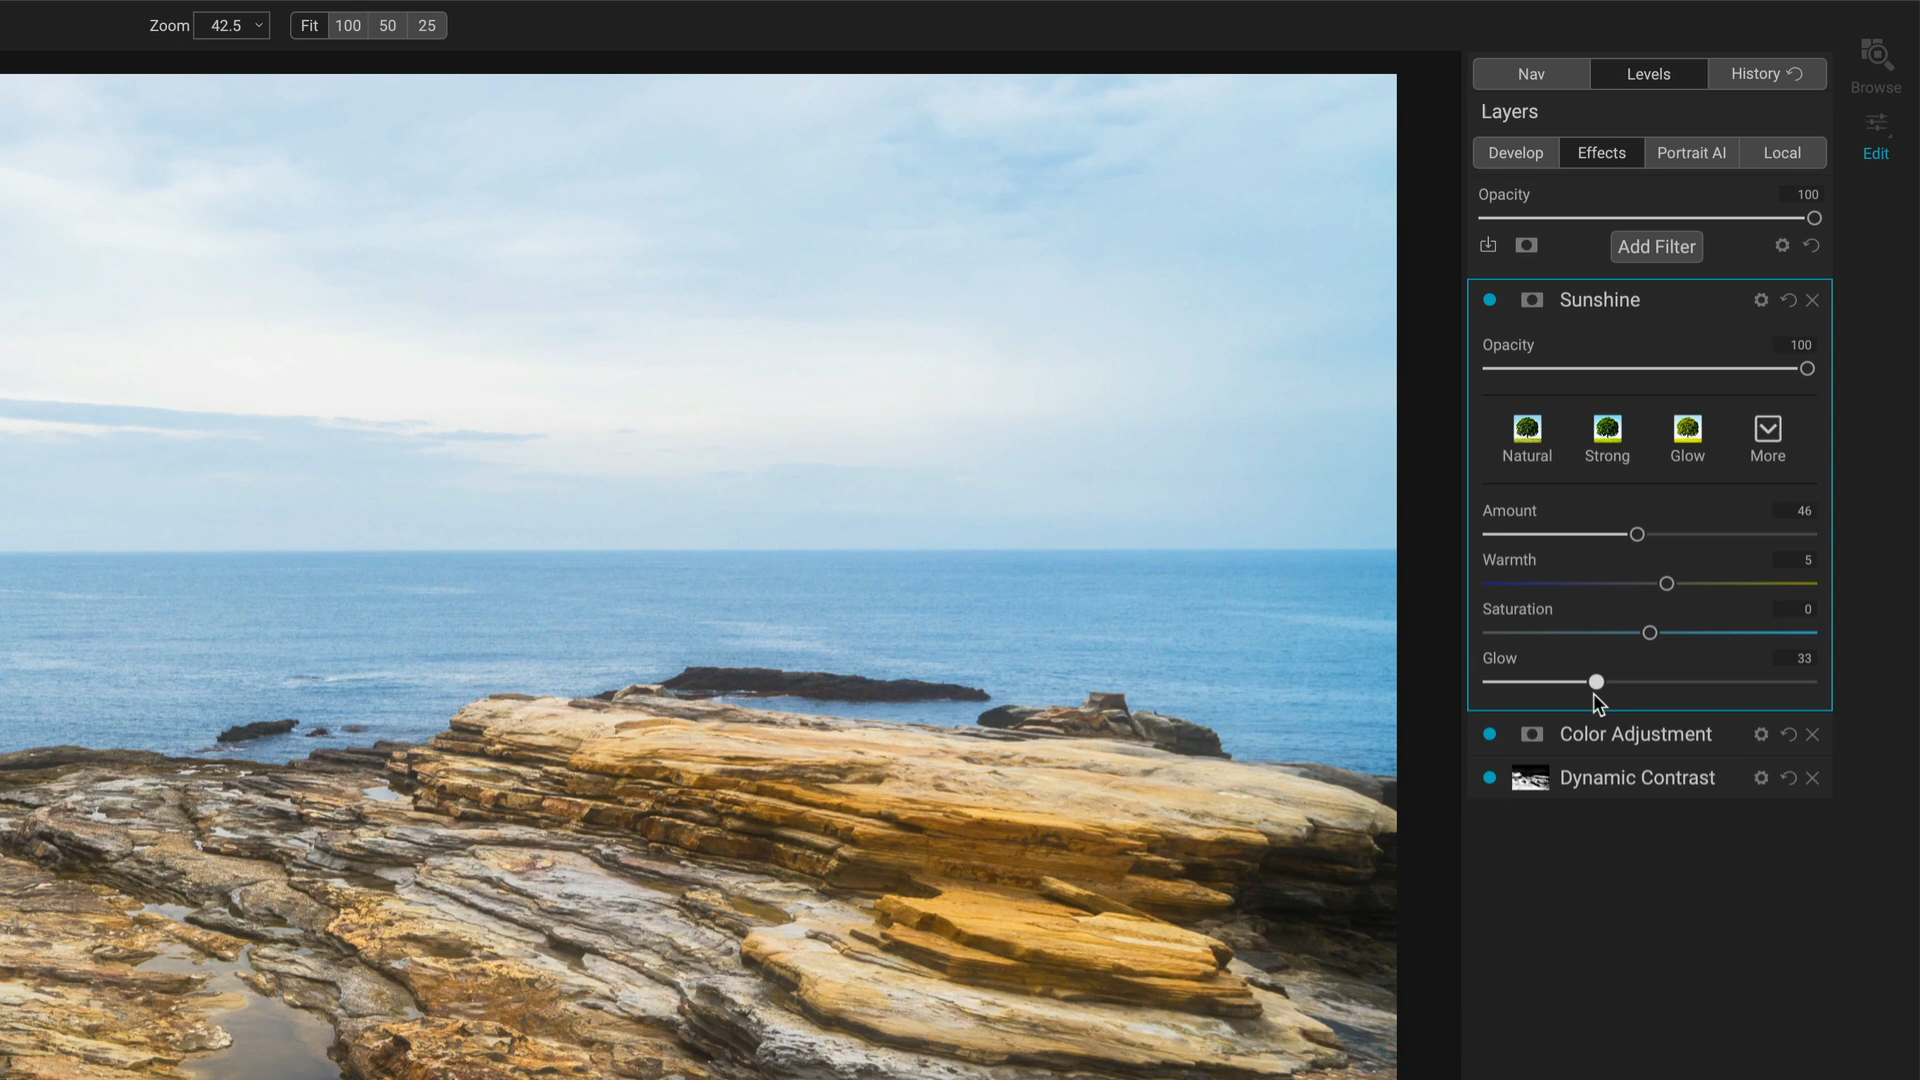 Zoom 42.5 Fit 100 50 25
Browse
Edit
Nav Levels History
Layers
Develop Effects Portrait AI Local
Opacity 100
Add Filter
Sunshine
Opacity 100
Natural Strong Glow More
Amount 46
Warmth 5
Saturation 0
Glow 33
Color Adjustment
Dynamic Contrast